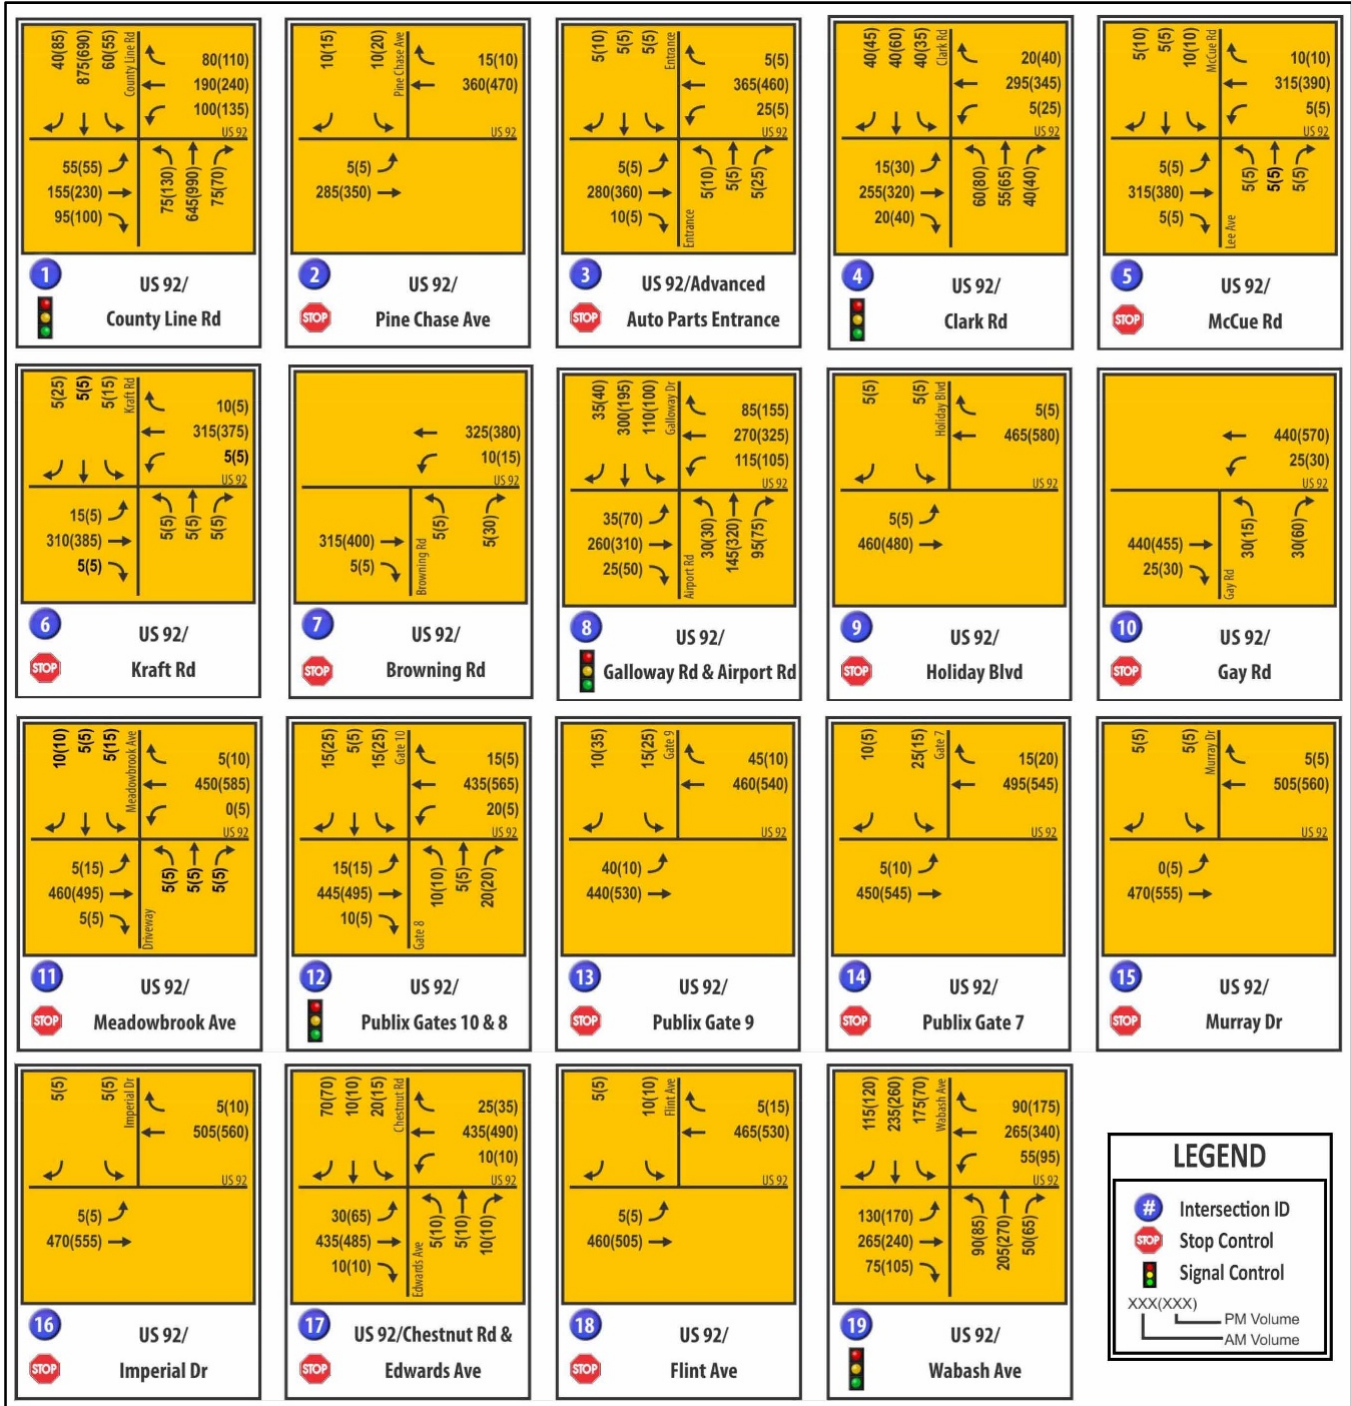 40(85)
875(690)
60(55)
County Line Rd
80(110)
190(240)
100(135)
US 92
55(55)
155(230)
95(100)
75(130)
645(990)
75(70)
1
US 92/
County Line Rd
10(15)
10(20)
Pine Chase Ave
15(10)
360(470)
US 92
5(5)
285(350)
2
US 92/
STOP
Pine Chase Ave
5(10)
5(5)
5(5)
Entrance
5(5)
365(460)
25(5)
US 92
5(5)
280(360)
10(5)
Entrance
5(10)
5(5)
5(25)
3
US 92/Advanced
STOP
Auto Parts Entrance
40(45)
40(60)
40(35)
Clark Rd
20(40)
295(345)
5(25)
US 92
15(30)
255(320)
20(40)
60(80)
55(65)
40(40)
4
US 92/
Clark Rd
5(10)
5(5)
10(10)
McCue Rd
10(10)
315(390)
5(5)
US 92
5(5)
315(380)
5(5)
Lee Ave
5(5)
5(5)
5(5)
5
US 92/
STOP
McCue Rd
5(25)
5(5)
5(15)
Kraft Rd
10(5)
315(375)
5(5)
US 92
15(5)
310(385)
5(5)
5(5)
5(5)
5(5)
6
US 92/
STOP
Kraft Rd
325(380)
10(15)
US 92
315(400)
5(5)
Browning Rd
5(5)
5(30)
7
US 92/
STOP
Browning Rd
35(40)
300(195)
110(100)
Galloway Dr
85(155)
270(325)
115(105)
US 92
35(70)
260(310)
25(50)
Airport Rd
30(30)
145(320)
95(75)
8
US 92/
Galloway Rd & Airport Rd
5(5)
5(5)
Holiday Blvd
5(5)
465(580)
US 92
5(5)
460(480)
9
US 92/
STOP
Holiday Blvd
440(570)
25(30)
US 92
440(455)
25(30)
Gay Rd
30(15)
30(60)
10
US 92/
STOP
Gay Rd
10(10)
5(5)
5(15)
Meadowbrook Ave
5(10)
450(585)
0(5)
US 92
5(15)
460(495)
5(5)
Driveway
5(5)
5(5)
5(5)
11
US 92/
STOP
Meadowbrook Ave
15(25)
5(5)
15(25)
Gate 10
15(5)
435(565)
20(5)
US 92
15(15)
445(495)
10(5)
Gate 8
10(10)
5(5)
20(20)
12
US 92/
Publix Gates 10 & 8
10(35)
15(25)
Gate 9
45(10)
460(540)
US 92
40(10)
440(530)
13
US 92/
STOP
Publix Gate 9
10(5)
25(15)
Gate 7
15(20)
495(545)
US 92
5(10)
450(545)
14
US 92/
STOP
Publix Gate 7
5(5)
5(5)
Murray Dr
5(5)
505(560)
US 92
0(5)
470(555)
15
US 92/
STOP
Murray Dr
5(5)
5(5)
Imperial Dr
5(10)
505(560)
US 92
5(5)
470(555)
16
US 92/
STOP
Imperial Dr
70(70)
10(10)
20(15)
Chestnut Rd
25(35)
435(490)
10(10)
US 92
30(65)
435(485)
10(10)
Edwards Ave
5(10)
5(10)
10(10)
17
US 92/Chestnut Rd &
STOP
Edwards Ave
5(5)
10(10)
Flint Ave
5(15)
465(530)
US 92
5(5)
460(505)
18
US 92/
STOP
Flint Ave
115(120)
235(260)
175(70)
Wabash Ave
90(175)
265(340)
55(95)
US 92
130(170)
265(240)
75(105)
90(85)
205(270)
50(65)
19
US 92/
Wabash Ave
LEGEND
# Intersection ID
STOP Stop Control
Signal Control
XXX(XXX)
PM Volume
AM Volume